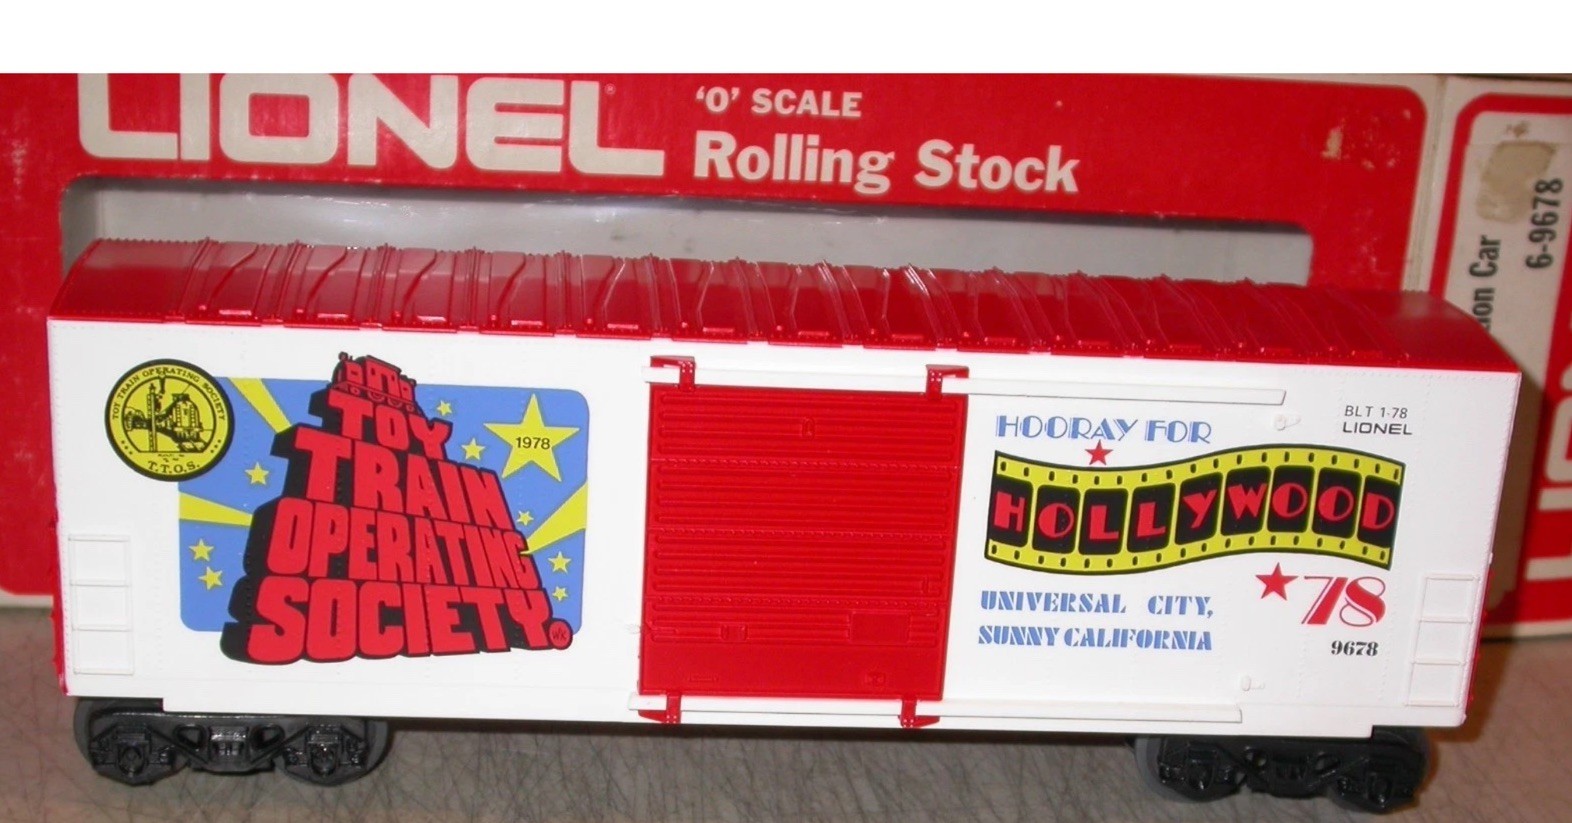 LIONEL
'O' SCALE
Rolling Stock
6-9678
Car
TOY TRAIN OPERATING SOCIETY
T.T.O.S.
TOY
TRAIN
OPERATING
SOCIETY.
WK
1978
HOORAY FOR
HOLLYWOOD
'78
UNIVERSAL CITY,
SUNNY CALIFORNIA
9678
BLT 1-78
LIONEL